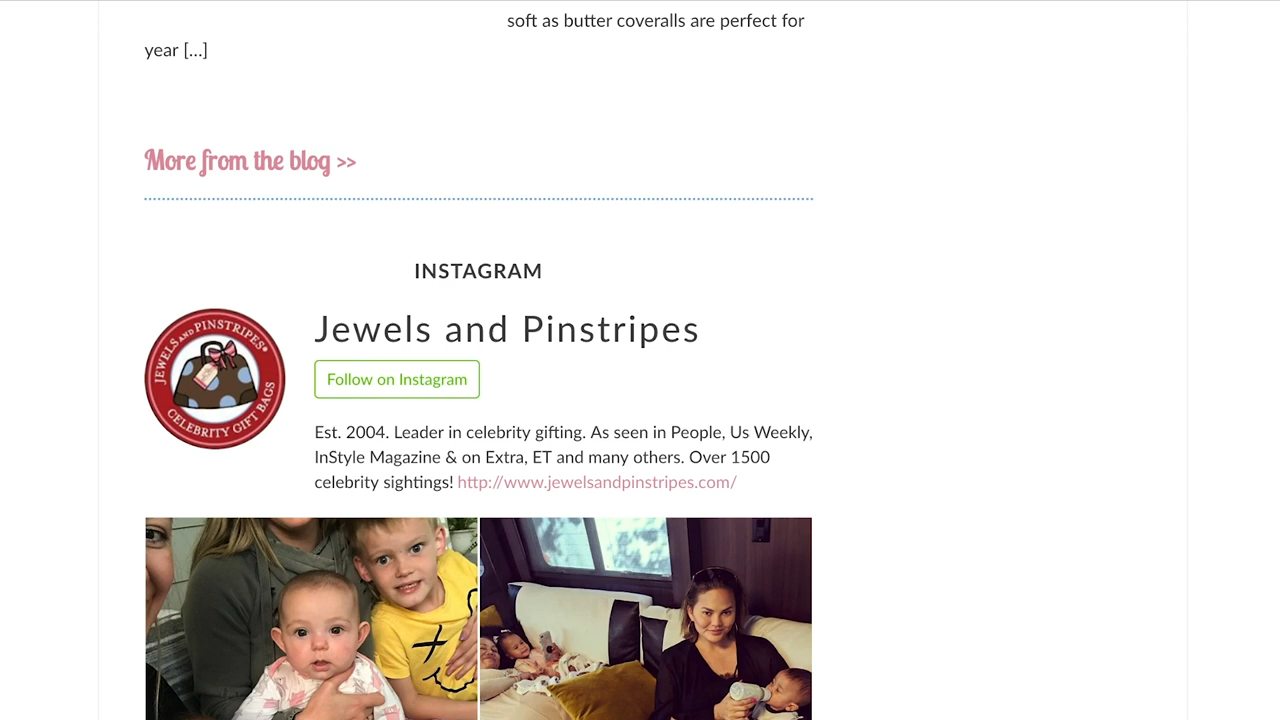 soft as butter coveralls are perfect for
year [...]
More from the blog >>
INSTAGRAM
JEWELS AND PINSTRIPES®
CELEBRITY GIFT BAGS
Jewels and Pinstripes
Follow on Instagram
Est. 2004. Leader in celebrity gifting. As seen in People, Us Weekly,
InStyle Magazine & on Extra, ET and many others. Over 1500
celebrity sightings! http://www.jewelsandpinstripes.com/